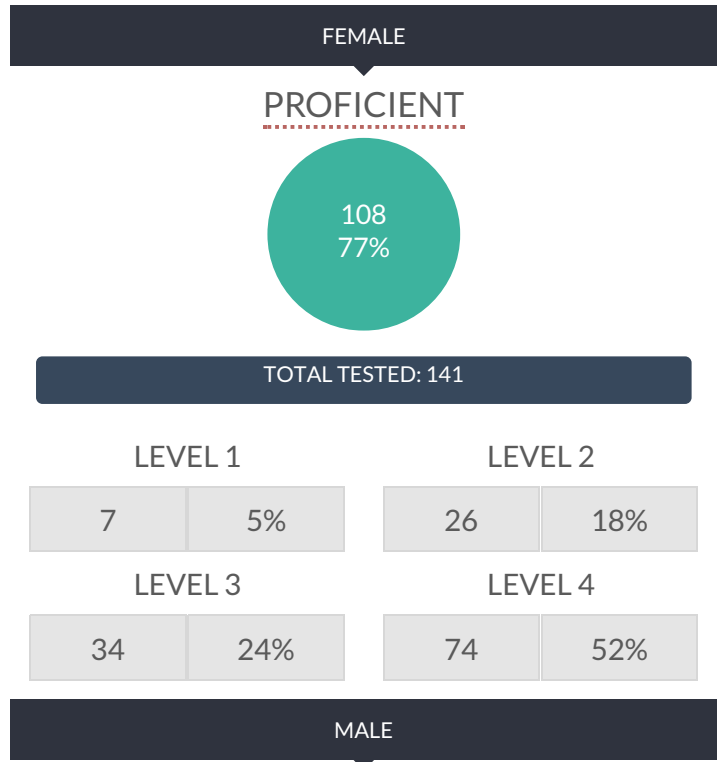 FEMALE
PROFICIENT
108
77%
TOTAL TESTED: 141
LEVEL 1
7 5%
LEVEL 2
26 18%
LEVEL 3
34 24%
LEVEL 4
74 52%
MALE